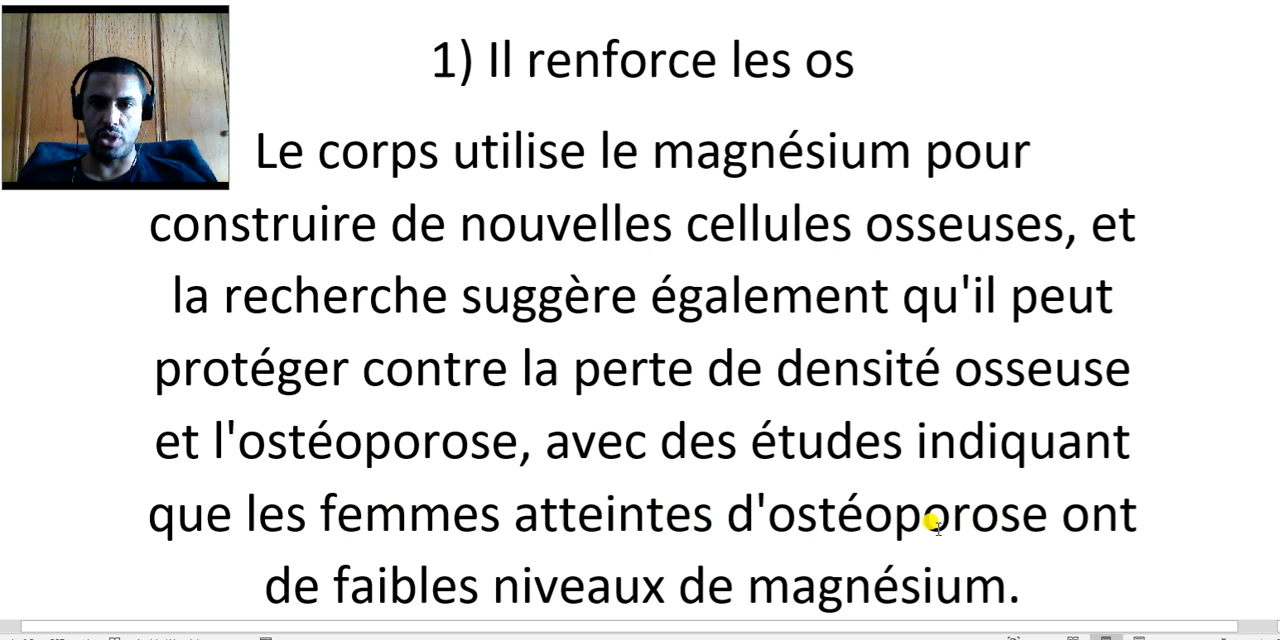 1) Il renforce les os
Le corps utilise le magnésium pour
construire de nouvelles cellules osseuses, et
la recherche suggère également qu'il peut
protéger contre la perte de densité osseuse
et l'ostéoporose, avec des études indiquant
que les femmes atteintes d'ostéoporose ont
de faibles niveaux de magnésium.